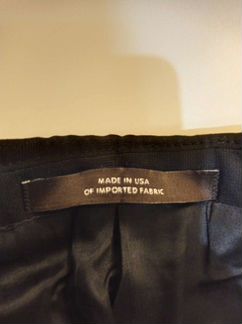 MADE IN USA
OF IMPORTED FABRIC